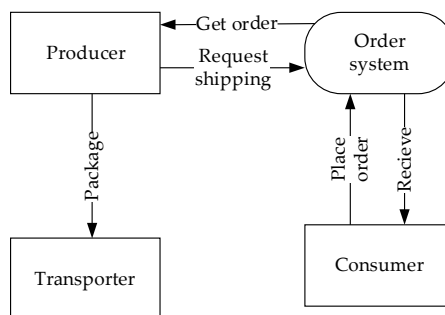 Get order
Producer
Order
system
Request
shipping
Package
Place
order
Recieve
Transporter
Consumer